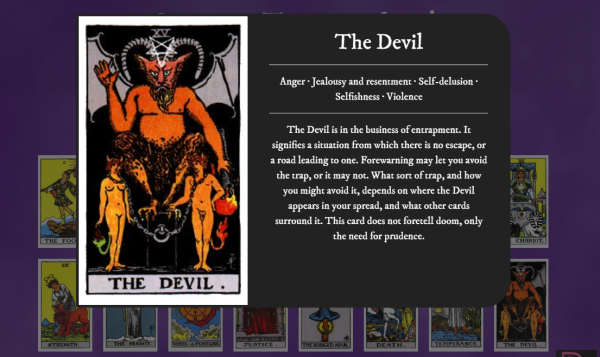 The Devil
Anger · Jealousy and resentment · Self-delusion ·
Selfishness · Violence
The Devil is in the business of entrapment. It
signifies a situation from which there is no escape, or
a road leading to one. Forewarning may let you avoid
the trap, or it may not. What sort of trap, and how
you might avoid it, depends on where the Devil
appears in your spread, and what other cards
surround it. This card does not foretell doom, only
the need for prudence.
XV
THE DEVIL.
THE FOO
CHARIOT.
STRENGTH.
THE HERMIT.
WHEEL of FORTUNE
JUSTICE
THE HANGED MAN.
DEATH.
TEMPERANCE.
THE DEVIL